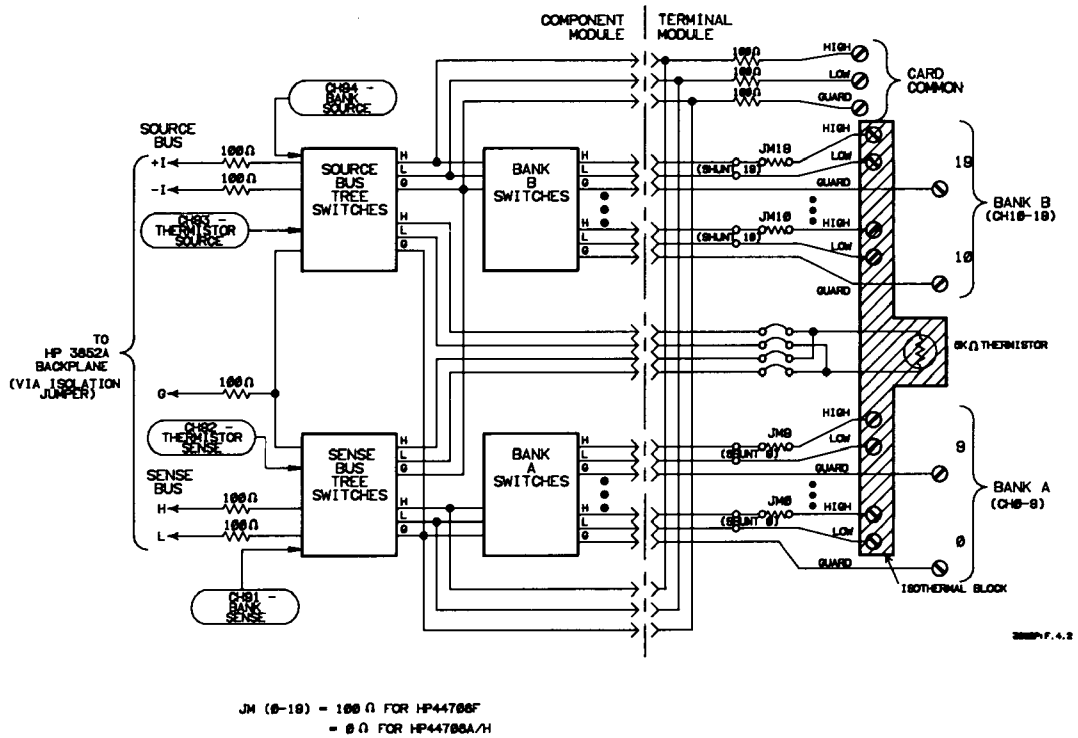 COMPONENT MODULE
TERMINAL MODULE
100Ω HIGH
100Ω LOW
100Ω GUARD
CARD COMMON
CH94 - BANK SOURCE
SOURCE BUS
+I 100Ω
-I 100Ω
CH93 - THERMISTOR SOURCE
SOURCE BUS TREE SWITCHES
H
L
G
H
L
G
BANK B SWITCHES
H
L
G
H
L
G
JM19
(SHUNT 19)
HIGH
LOW
GUARD
19
JM10
(SHUNT 10)
HIGH
LOW
GUARD
10
BANK B
(CH10-19)
TO
HP 3852A
BACKPLANE
(VIA ISOLATION
JUMPER)
G 100Ω
5KΩ THERMISTOR
CH92 - THERMISTOR SENSE
SENSE BUS
H 100Ω
L 100Ω
CH91 - BANK SENSE
SENSE BUS TREE SWITCHES
H
L
G
H
L
G
BANK A SWITCHES
H
L
G
H
L
G
JM9
(SHUNT 9)
HIGH
LOW
GUARD
9
JM0
(SHUNT 0)
HIGH
LOW
GUARD
0
BANK A
(CH0-9)
ISOTHERMAL BLOCK
JM (0-19) = 100 Ω FOR HP44708F
= 0 Ω FOR HP44708A/H